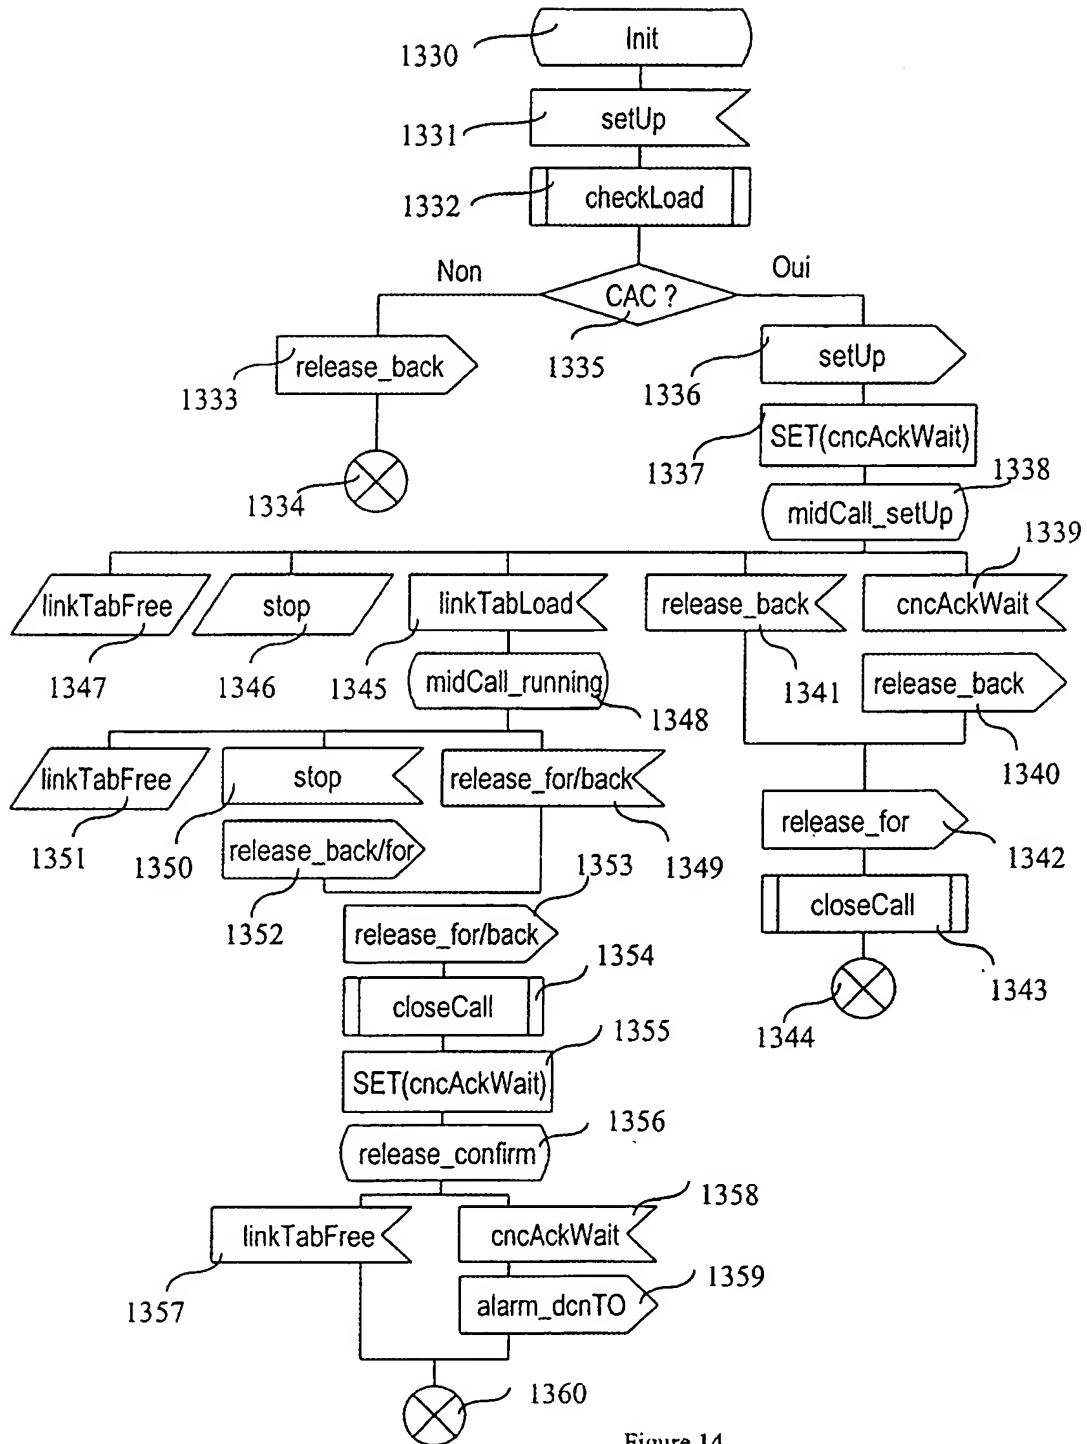 1330
Init
1331
setUp
1332
checkLoad
Non
Oui
CAC ?
1335
1333
release_back
1334
1336
setUp
1337
SET(cncAckWait)
1338
midCall_setUp
1339
linkTabFree
stop
linkTabLoad
release_back
cncAckWait
1347
1346
1345
1341
midCall_running
1348
release_back
1340
linkTabFree
stop
release_for/back
1351
1350
1349
release_for
1342
release_back/for
1352
1353
closeCall
1343
release_for/back
1344
1354
closeCall
1355
SET(cncAckWait)
1356
release_confirm
1358
linkTabFree
cncAckWait
1357
1359
alarm_dcnTO
1360
Figure 14